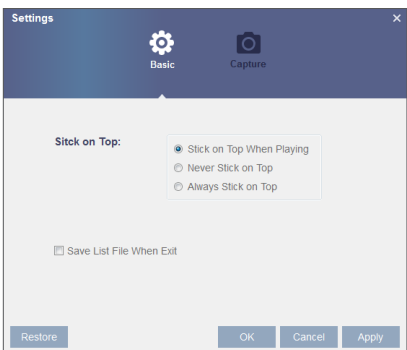 Settings
Basic
Capture
Sitck on Top:
Stick on Top When Playing
Never Stick on Top
Always Stick on Top
Save List File When Exit
Restore
OK
Cancel
Apply